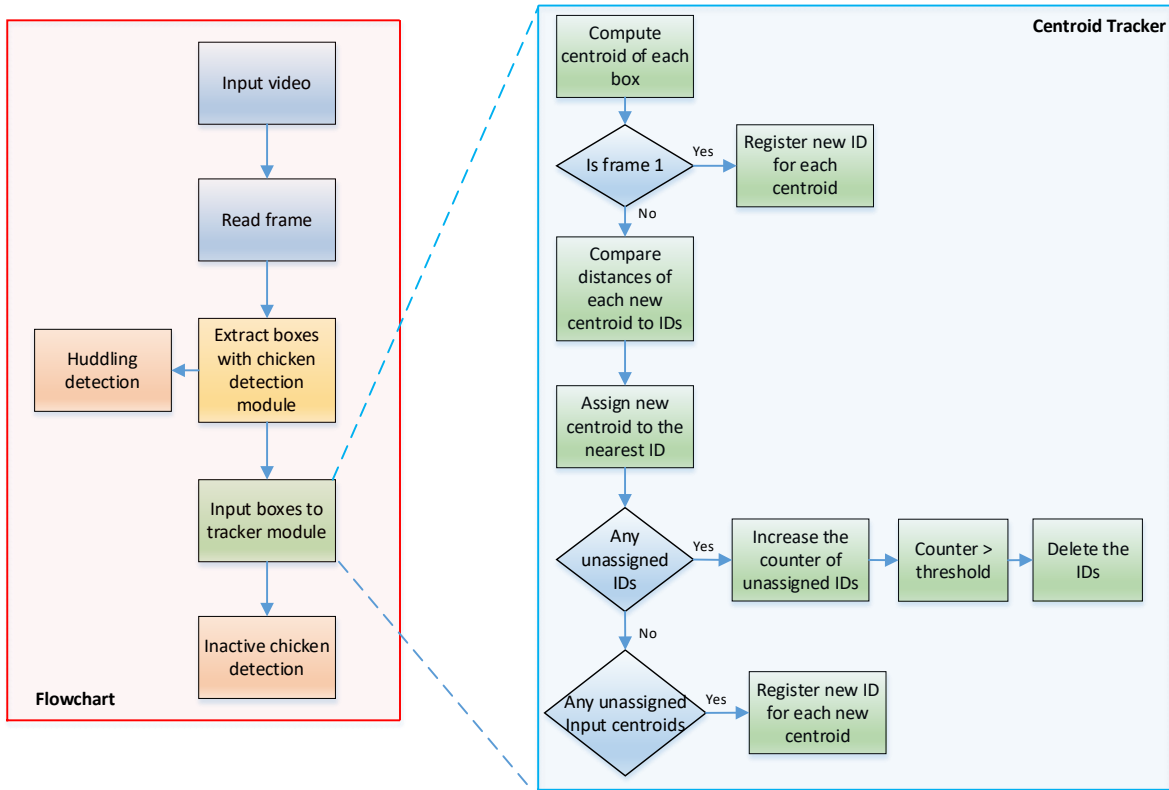 Input video
Read frame
Extract boxes
with chicken
detection
module
Huddling
detection
Input boxes to
tracker module
Inactive chicken
detection
Flowchart
Centroid Tracker
Compute
centroid of each
box
Is frame 1
Yes
Register new ID
for each
centroid
No
Compare
distances of
each new
centroid to IDs
Assign new
centroid to the
nearest ID
Any
unassigned
IDs
Yes
Increase the
counter of
unassigned IDs
Counter >
threshold
Delete the
IDs
No
Any unassigned
Input centroids
Yes
Register new ID
for each new
centroid